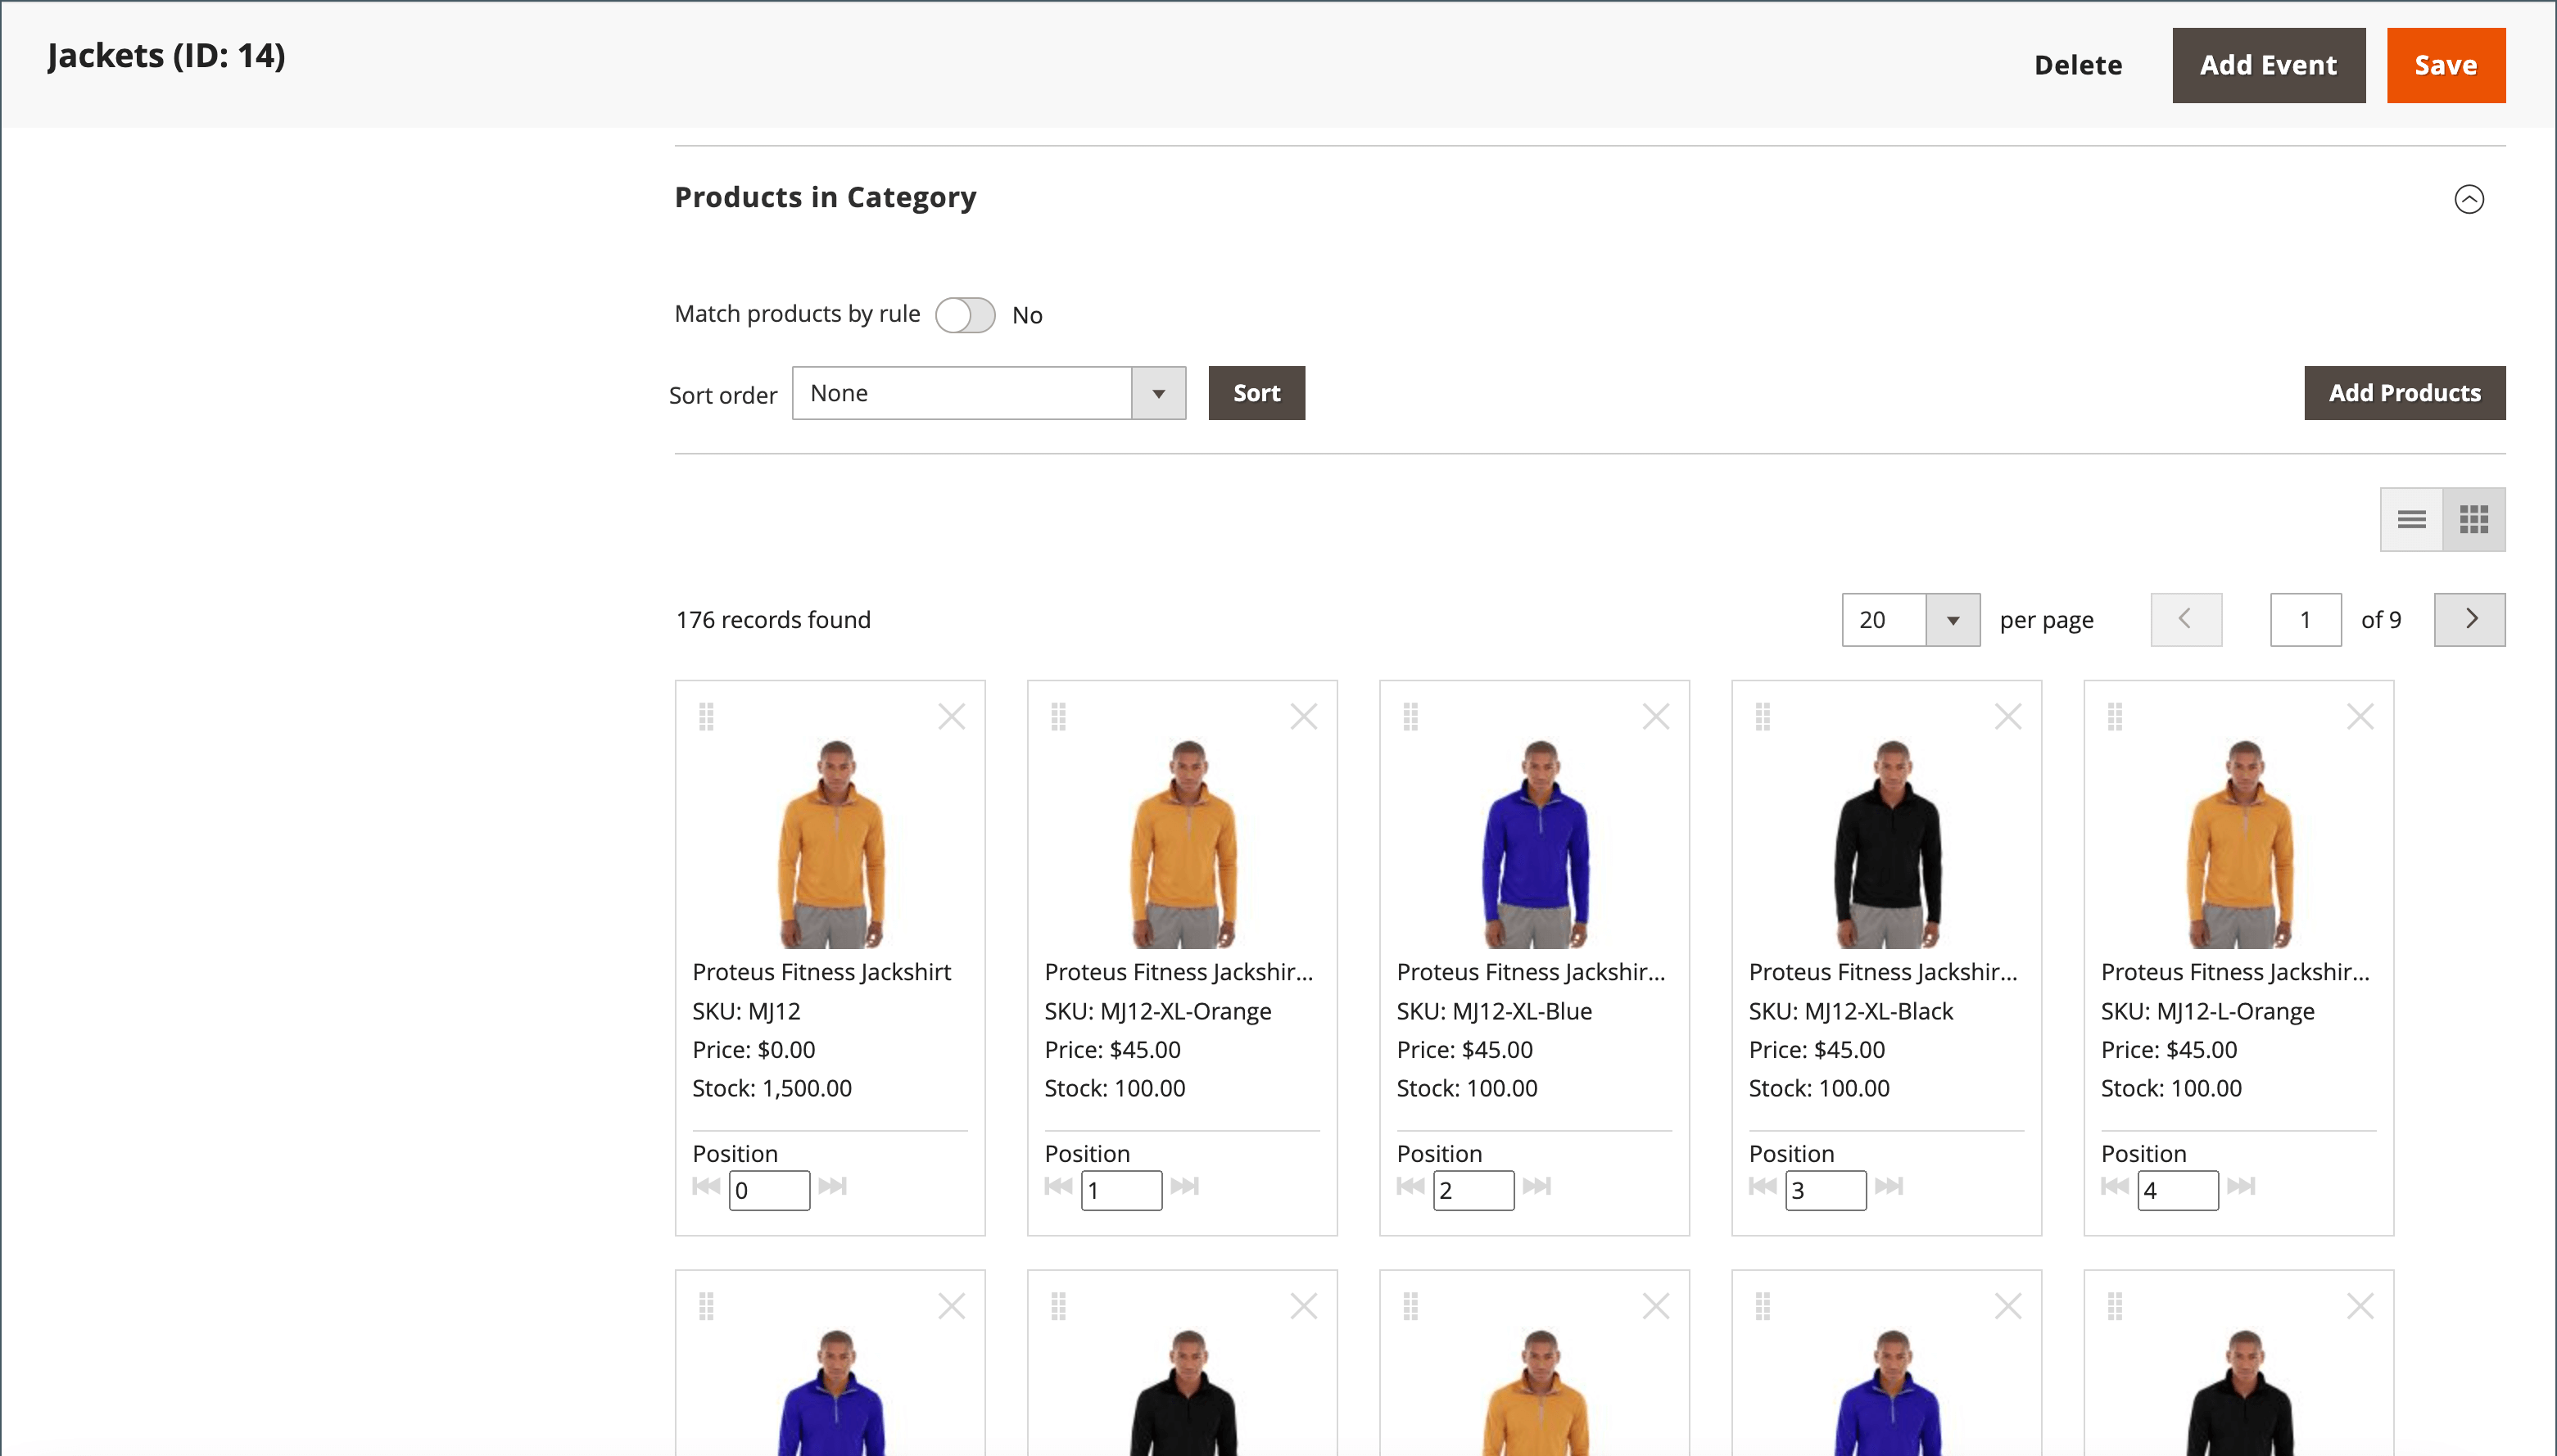 Jackets (ID: 14)
Delete
Add Event
Save
Products in Category
Match products by rule
No
Sort order
None
Sort
Add Products
176 records found
20
per page
1
of 9
Proteus Fitness Jackshirt
SKU: MJ12
Price: $0.00
Stock: 1,500.00
Position
0
Proteus Fitness Jackshir...
SKU: MJ12-XL-Orange
Price: $45.00
Stock: 100.00
Position
1
Proteus Fitness Jackshir...
SKU: MJ12-XL-Blue
Price: $45.00
Stock: 100.00
Position
2
Proteus Fitness Jackshir...
SKU: MJ12-XL-Black
Price: $45.00
Stock: 100.00
Position
3
Proteus Fitness Jackshir...
SKU: MJ12-L-Orange
Price: $45.00
Stock: 100.00
Position
4